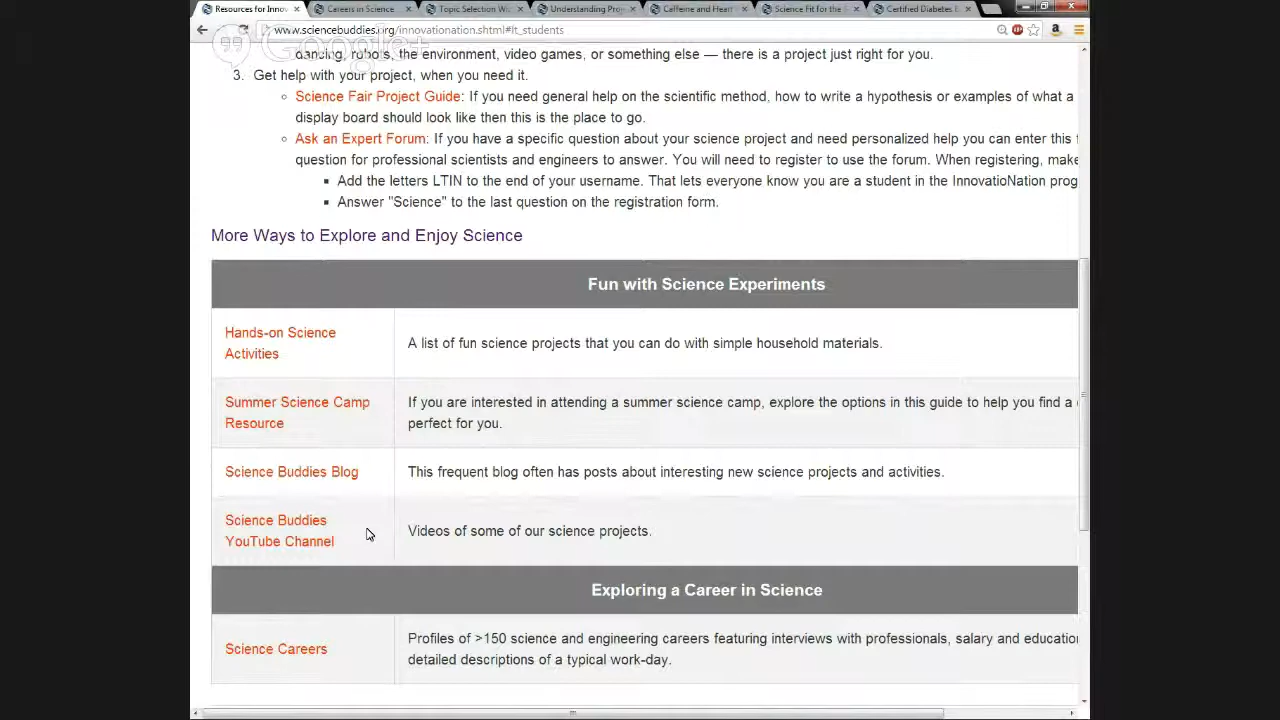 Resources for Innov
Careers in Science
Topic Selection Wi
Understanding Proj
Caffeine and Heart
Science Fit for the
Certified Diabetes E
www.sciencebuddies.org/innovationation.shtml#lt_students
Google+
dancing, robots, the environment, video games, or something else — there is a project just right for you.
3. Get help with your project, when you need it.
Science Fair Project Guide: If you need general help on the scientific method, how to write a hypothesis or examples of what a
display board should look like then this is the place to go.
Ask an Expert Forum: If you have a specific question about your science project and need personalized help you can enter this f
question for professional scientists and engineers to answer. You will need to register to use the forum. When registering, make
Add the letters LTIN to the end of your username. That lets everyone know you are a student in the InnovatioNation prog
Answer "Science" to the last question on the registration form.
More Ways to Explore and Enjoy Science
Fun with Science Experiments
Hands-on Science
Activities
A list of fun science projects that you can do with simple household materials.
Summer Science Camp
Resource
If you are interested in attending a summer science camp, explore the options in this guide to help you find a
perfect for you.
Science Buddies Blog
This frequent blog often has posts about interesting new science projects and activities.
Science Buddies
YouTube Channel
Videos of some of our science projects.
Exploring a Career in Science
Science Careers
Profiles of >150 science and engineering careers featuring interviews with professionals, salary and educatio
detailed descriptions of a typical work-day.